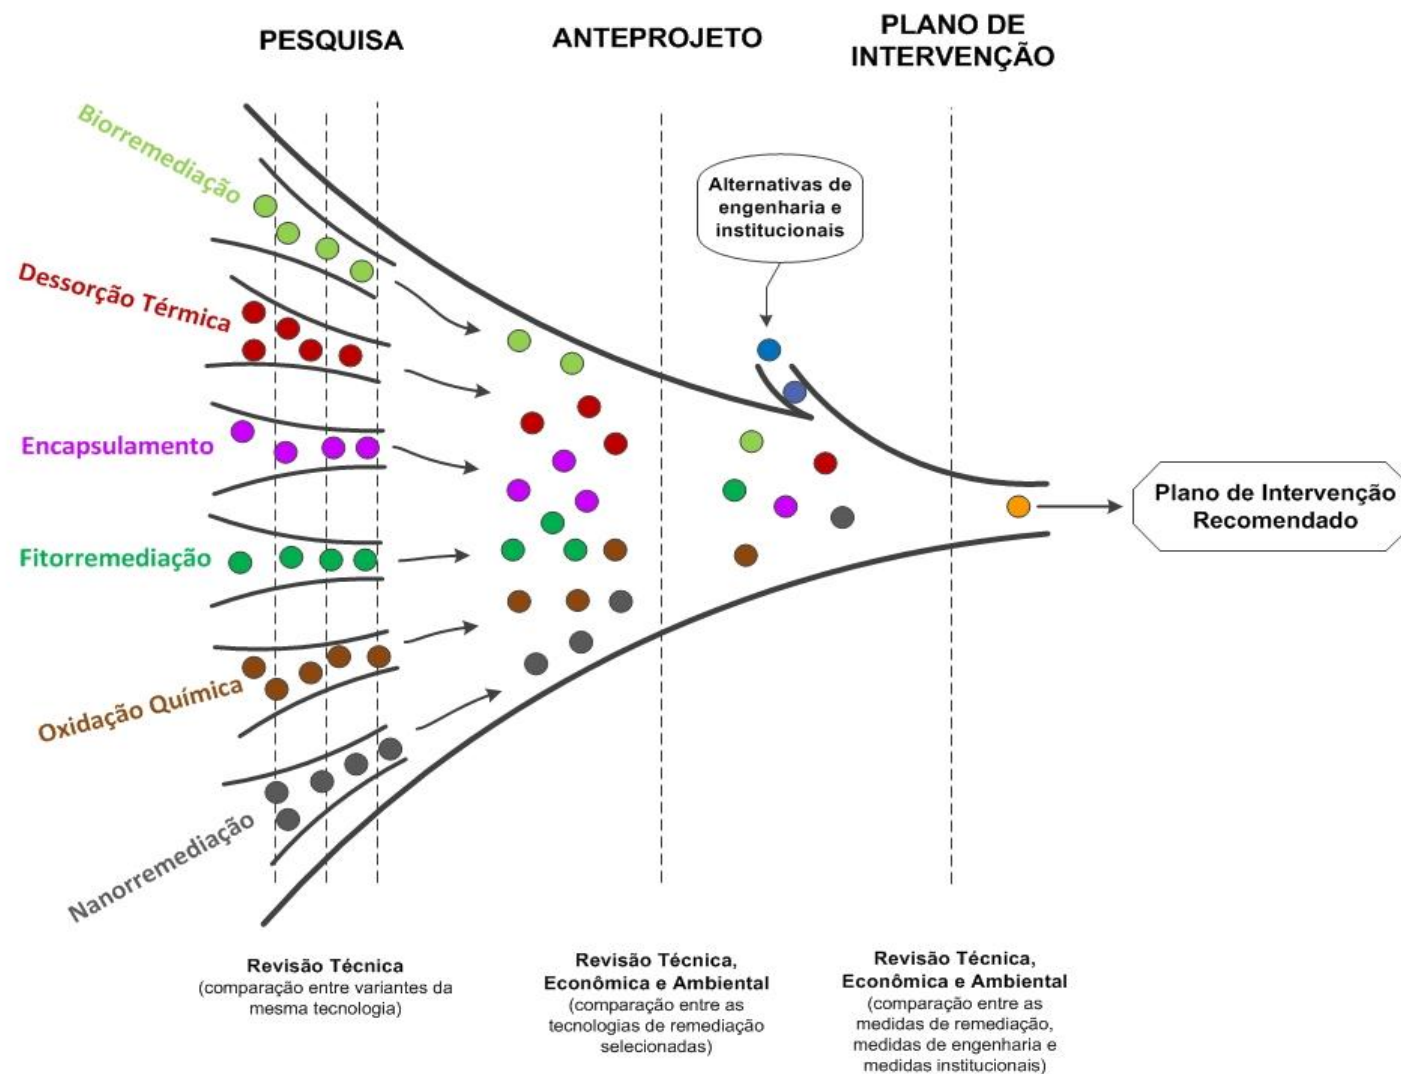 PESQUISA
ANTEPROJETO
PLANO DE
INTERVENÇÃO
Biorremediação
Dessorção Térmica
Encapsulamento
Fitorremediação
Oxidação Química
Nanorremediação
Alternativas de
engenharia e
institucionais
Plano de Intervenção
Recomendado
Revisão Técnica
(comparação entre variantes da
mesma tecnologia)
Revisão Técnica,
Econômica e Ambiental
(comparação entre as
tecnologias de remediação
selecionadas)
Revisão Técnica,
Econômica e Ambiental
(comparação entre as
medidas de remediação,
medidas de engenharia e
medidas institucionais)